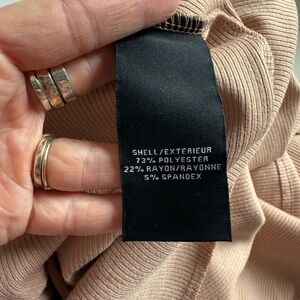 SHELL/EXTERIEUR
73% POLYESTER
22% RAYON/RAYONNE
5% SPANDEX